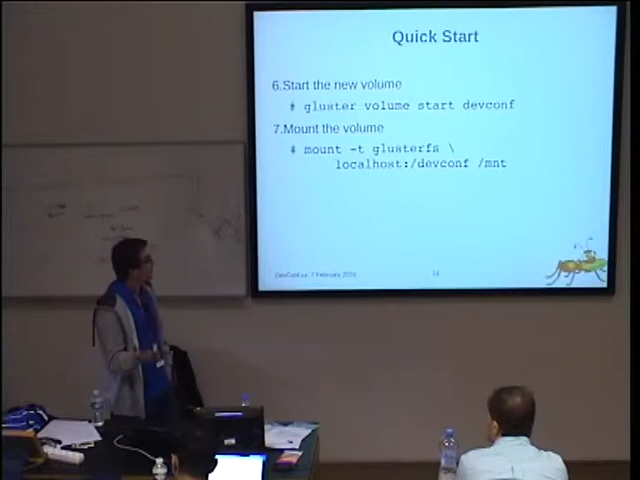 Quick Start
6.Start the new volume
# gluster volume start devconf
7.Mount the volume
# mount -t glusterfs \
localhost:/devconf /mnt